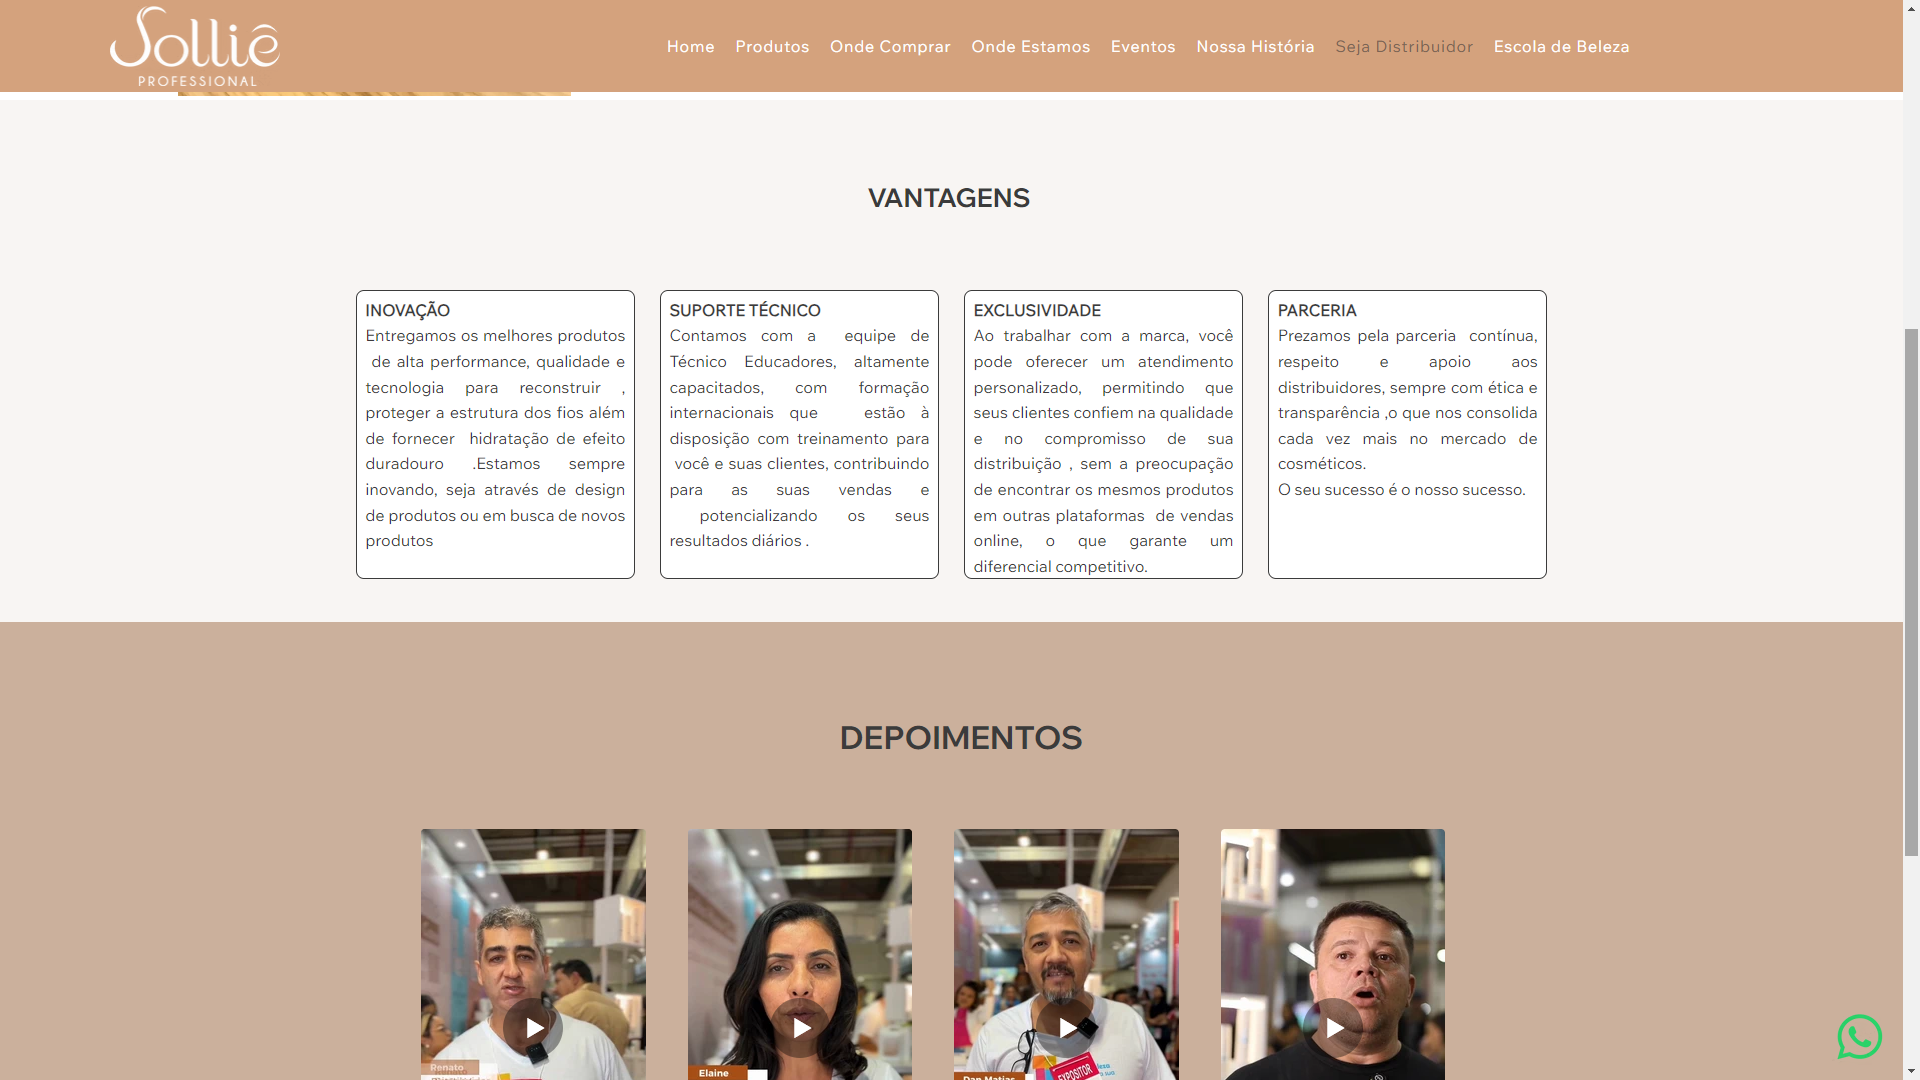 Solliê
PROFESSIONAL
Home Produtos Onde Comprar Onde Estamos Eventos Nossa História Seja Distribuidor Escola de Beleza
VANTAGENS
INOVAÇÃO
Entregamos os melhores produtos
de alta performance, qualidade e
tecnologia para reconstruir ,
proteger a estrutura dos fios além
de fornecer hidratação de efeito
duradouro .Estamos sempre
inovando, seja através de design
de produtos ou em busca de novos
produtos
SUPORTE TÉCNICO
Contamos com a equipe de
Técnico Educadores, altamente
capacitados, com formação
internacionais que estão à
disposição com treinamento para
você e suas clientes, contribuindo
para as suas vendas e
potencializando os seus
resultados diários .
EXCLUSIVIDADE
Ao trabalhar com a marca, você
pode oferecer um atendimento
personalizado, permitindo que
seus clientes confiem na qualidade
e no compromisso de sua
distribuição , sem a preocupação
de encontrar os mesmos produtos
em outras plataformas de vendas
online, o que garante um
diferencial competitivo.
PARCERIA
Prezamos pela parceria contínua,
respeito e apoio aos
distribuidores, sempre com ética e
transparência ,o que nos consolida
cada vez mais no mercado de
cosméticos.
O seu sucesso é o nosso sucesso.
DEPOIMENTOS
Renato
Elaine
Dan Matias
EXPOSITOR